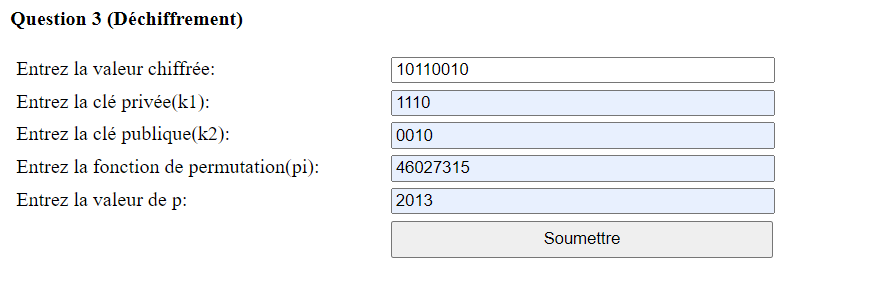 Question 3 (Déchiffrement)
Entrez la valeur chiffrée: 10110010
Entrez la clé privée(k1): 1110
Entrez la clé publique(k2): 0010
Entrez la fonction de permutation(pi): 46027315
Entrez la valeur de p: 2013
Soumettre